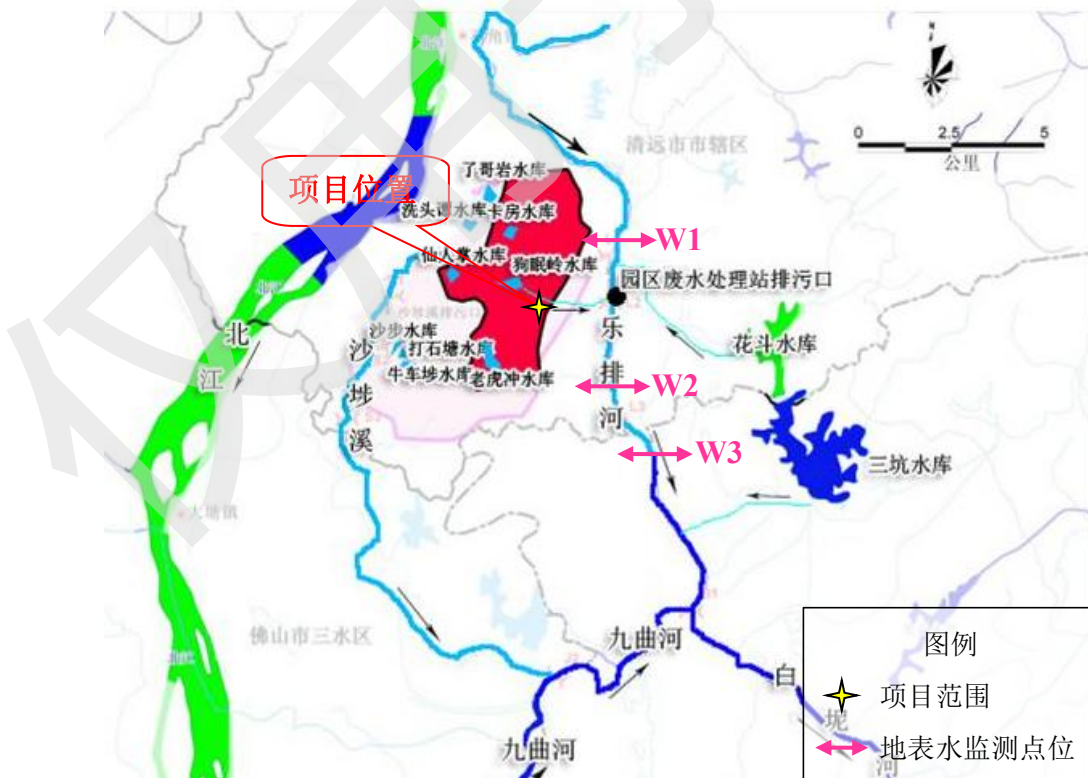 清远市市辖区
0 2.5 5
公里
项目位置
了哥岩水库
洗头谭水库
卡房水库
仙人掌水库
狗眠岭水库
W1
园区废水处理站排污口
北江
沙步水库
打石塘水库
牛车埗水库
老虎冲水库
沙埗溪
乐排河
花斗水库
W2
W3
三坑水库
大塘镇
佛山市三水区
九曲河
九曲河
白坭河
图例
项目范围
地表水监测点位